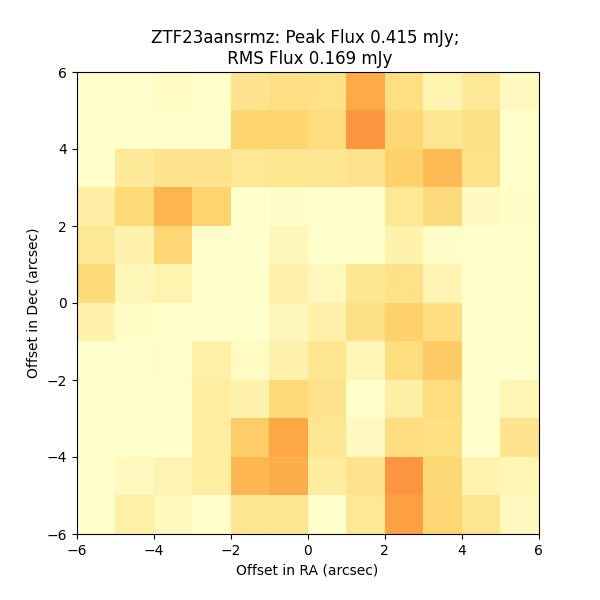 ZTF23aansrmz: Peak Flux 0.415 mJy;
RMS Flux 0.169 mJy
6
4
2
0
−2
−4
−6
Offset in Dec (arcsec)
−6 −4 −2 0 2 4 6
Offset in RA (arcsec)